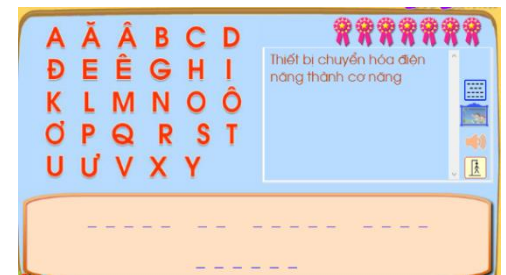 A Ă Â B C D
Đ E Ê G H I
K L M N O Ô
Ơ P Q R S T
U Ư V X Y
Thiết bị chuyển hóa điện
năng thành cơ năng
_ _ _ _ _ _ _ _ _ _ _ _ _ _ _ _
_ _ _ _ _ _